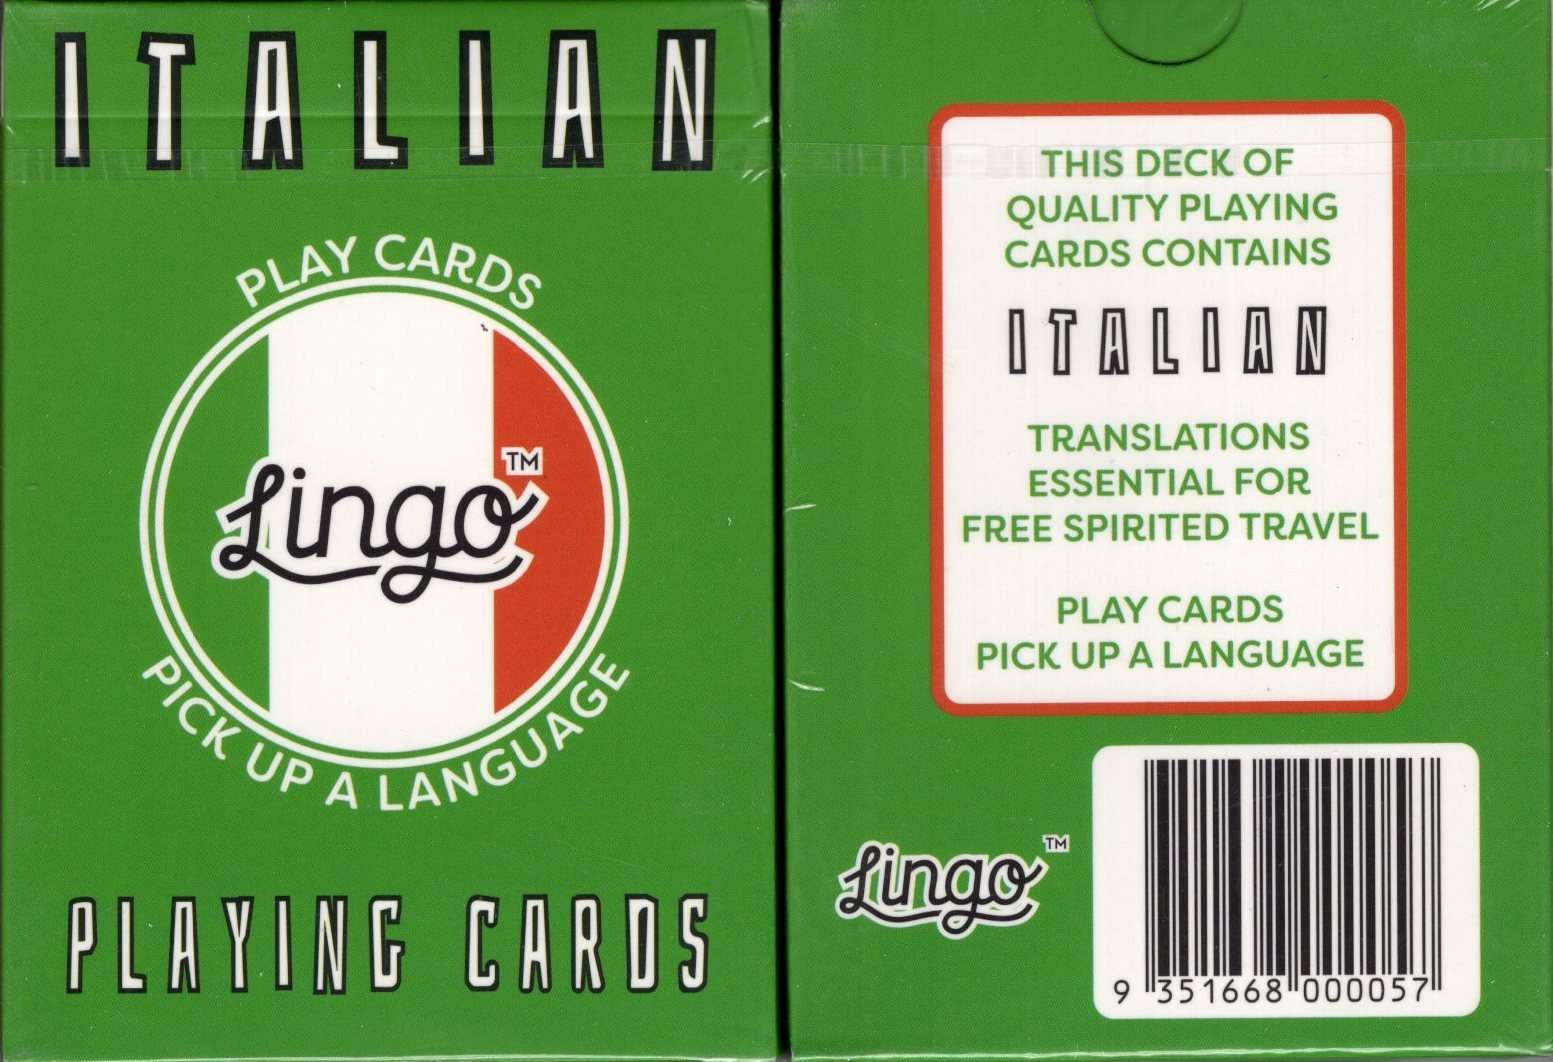 ITALIAN
PLAY CARDS
Lingo™
PICK UP A LANGUAGE
PLAYING CARDS
THIS DECK OF
QUALITY PLAYING
CARDS CONTAINS
ITALIAN
TRANSLATIONS
ESSENTIAL FOR
FREE SPIRITED TRAVEL
PLAY CARDS
PICK UP A LANGUAGE
Lingo™
9 351668 000057